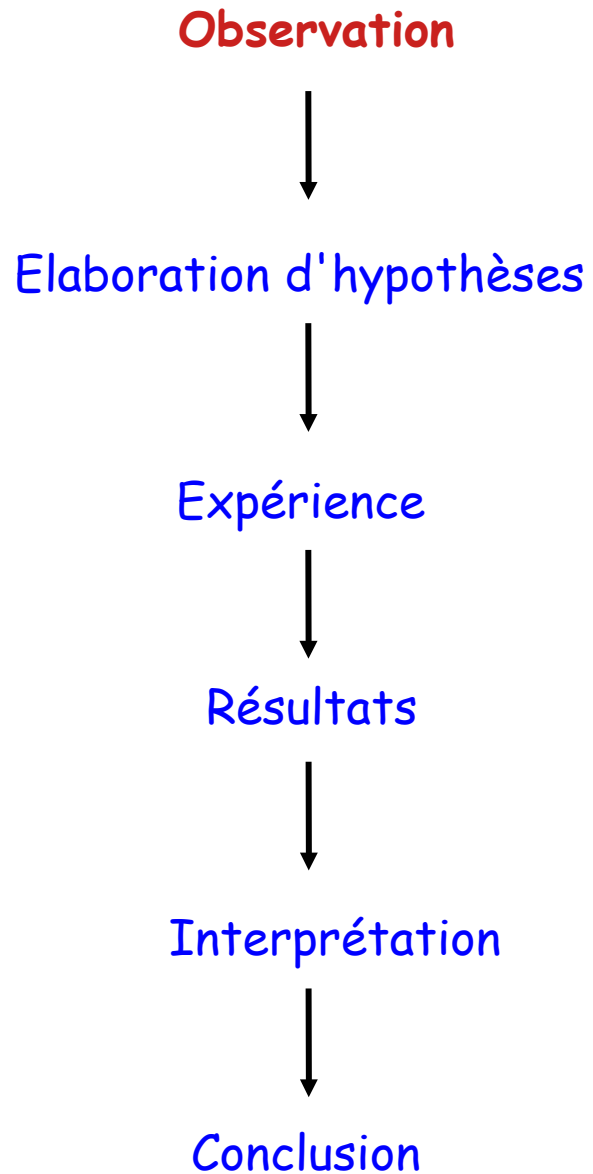 Observation
Elaboration d'hypothèses
Expérience
Résultats
Interprétation
Conclusion